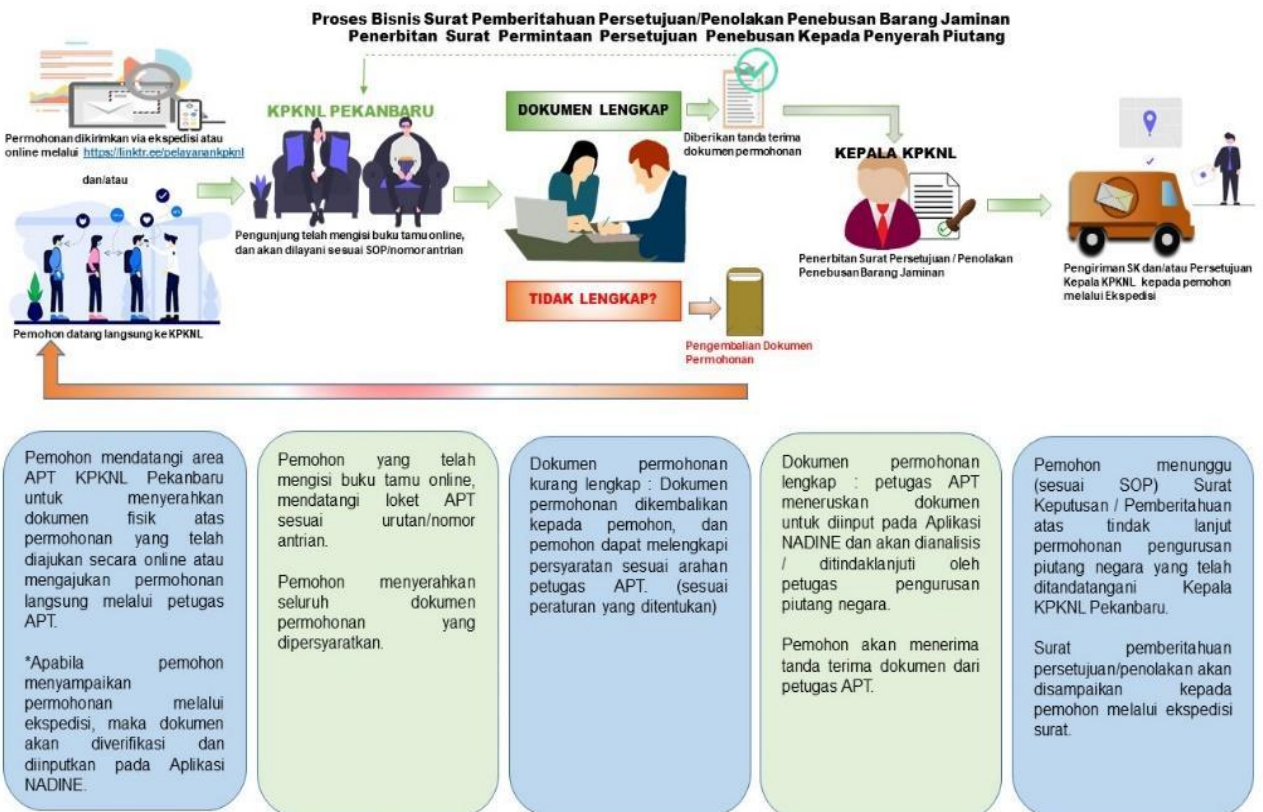 Proses Bisnis Surat Pemberitahuan Persetujuan/Penolakan Penebusan Barang Jaminan
Penerbitan Surat Permintaan Persetujuan Penebusan Kepada Penyerah Piutang
Permohonan dikirimkan via ekspedisi atau
online melalui https://linktr.ee/pelayanankpknl
dan/atau
Pemohon datang langsung ke KPKNL
KPKNL PEKANBARU
Pengunjung telah mengisi buku tamu online,
dan akan dilayani sesuai SOP/nomor antrian
DOKUMEN LENGKAP
TIDAK LENGKAP?
Diberikan tanda terima
dokumen permohonan
Pengembalian Dokumen
Permohonan
KEPALA KPKNL
Penerbitan Surat Persetujuan / Penolakan
Penebusan Barang Jaminan
Pengiriman SK dan/atau Persetujuan
Kepala KPKNL kepada pemohon
melalui Ekspedisi
Pemohon mendatangi area
APT KPKNL Pekanbaru
untuk menyerahkan
dokumen fisik atas
permohonan yang telah
diajukan secara online atau
mengajukan permohonan
langsung melalui petugas
APT.
*Apabila pemohon
menyampaikan
permohonan melalui
ekspedisi, maka dokumen
akan diverifikasi dan
diinputkan pada Aplikasi
NADINE.
Pemohon yang telah
mengisi buku tamu online,
mendatangi loket APT
sesuai urutan/nomor
antrian.
Pemohon menyerahkan
seluruh dokumen
permohonan yang
dipersyaratkan.
Dokumen permohonan
kurang lengkap : Dokumen
permohonan dikembalikan
kepada pemohon, dan
pemohon dapat melengkapi
persyaratan sesuai arahan
petugas APT. (sesuai
peraturan yang ditentukan)
Dokumen permohonan
lengkap : petugas APT
meneruskan dokumen
untuk diinput pada Aplikasi
NADINE dan akan dianalisis
/ ditindaklanjuti oleh
petugas pengurusan
piutang negara.
Pemohon akan menerima
tanda terima dokumen dari
petugas APT.
Pemohon menunggu
(sesuai SOP) Surat
Keputusan / Pemberitahuan
atas tindak lanjut
permohonan pengurusan
piutang negara yang telah
ditandatangani Kepala
KPKNL Pekanbaru.
Surat pemberitahuan
persetujuan/penolakan akan
disampaikan kepada
pemohon melalui ekspedisi
surat.